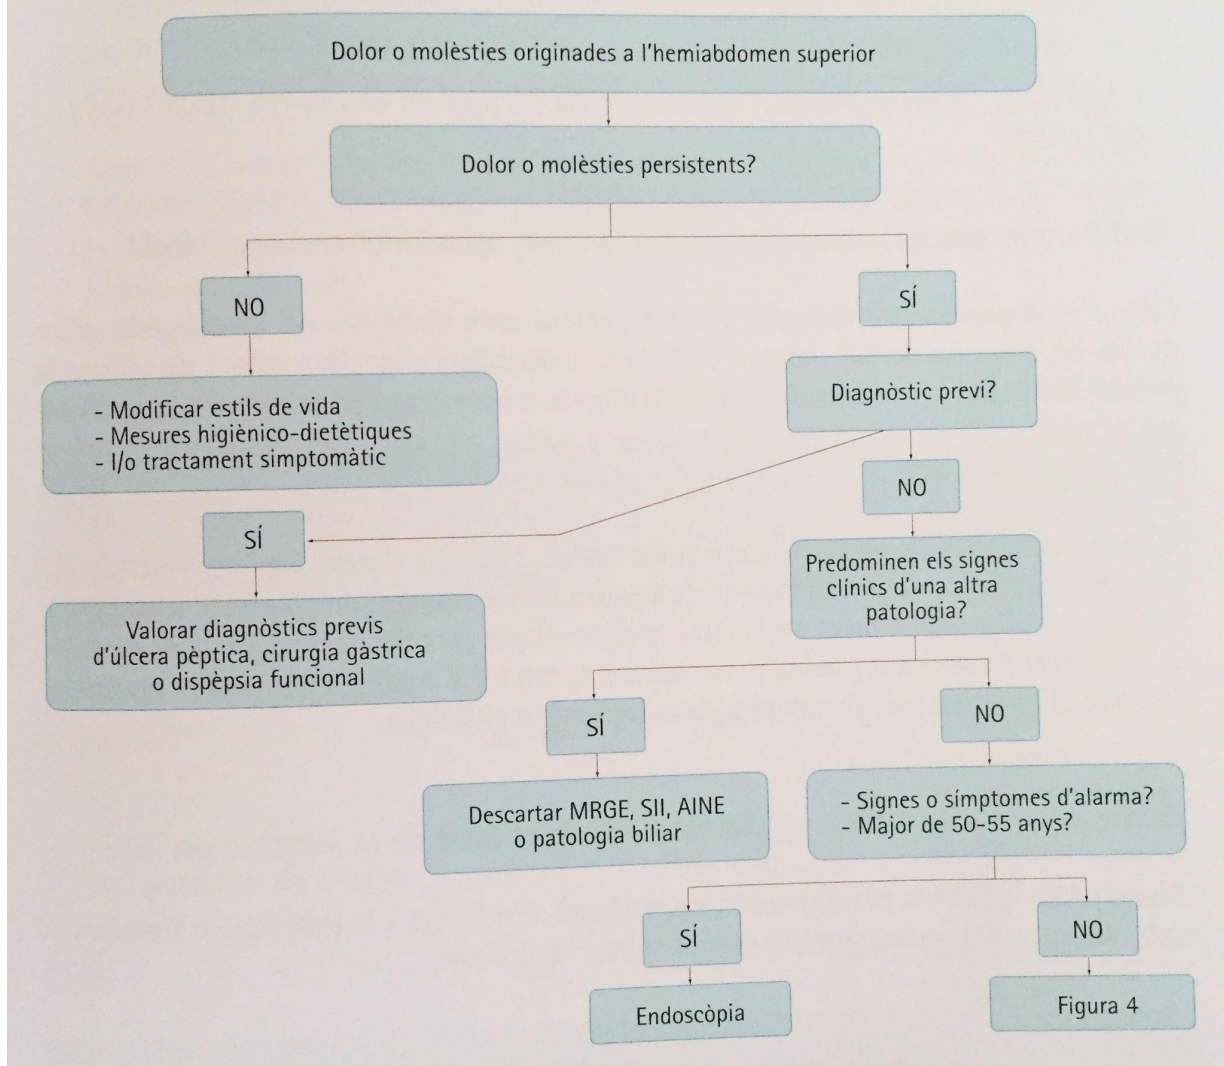 Dolor o molèsties originades a l'hemiabdomen superior
Dolor o molèsties persistents?
NO
SÍ
- Modificar estils de vida
- Mesures higiènico-dietètiques
- I/o tractament simptomàtic
Diagnòstic previ?
NO
SÍ
Valorar diagnòstics previs
d'úlcera pèptica, cirurgia gàstrica
o dispèpsia funcional
Predominen els signes
clínics d'una altra
patologia?
SÍ
NO
Descartar MRGE, SII, AINE
o patologia biliar
- Signes o símptomes d'alarma?
- Major de 50-55 anys?
SÍ
NO
Endoscòpia
Figura 4